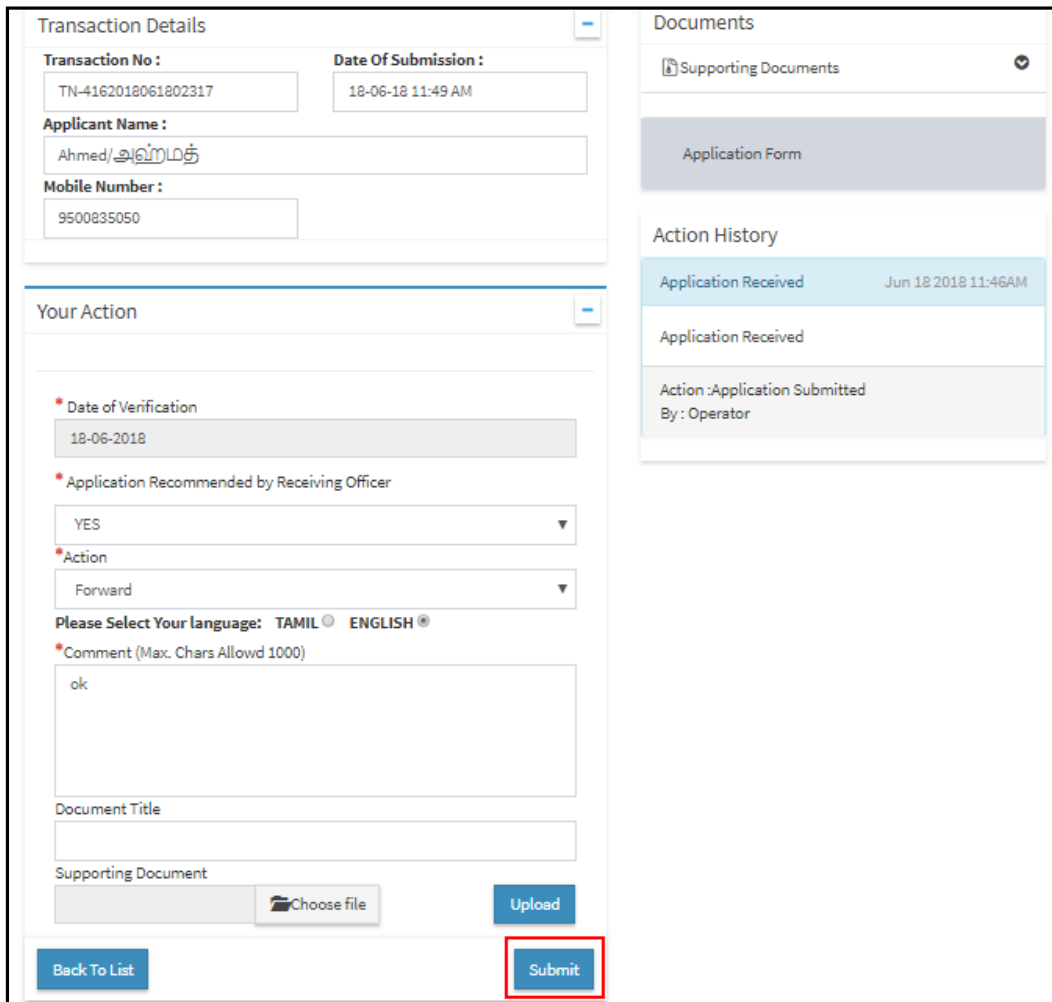 Transaction Details
Transaction No :
Date Of Submission :
TN-4162018061802317
18-06-18 11:49 AM
Applicant Name :
Ahmed/அஹ்மத்
Mobile Number :
9500835050
Your Action
* Date of Verification
18-06-2018
* Application Recommended by Receiving Officer
YES
*Action
Forward
Please Select Your language: TAMIL ENGLISH
*Comment (Max. Chars Allowd 1000)
ok
Document Title
Supporting Document
Choose file
Upload
Back To List
Submit
Documents
Supporting Documents
Application Form
Action History
Application Received Jun 18 2018 11:46AM
Application Received
Action :Application Submitted
By : Operator